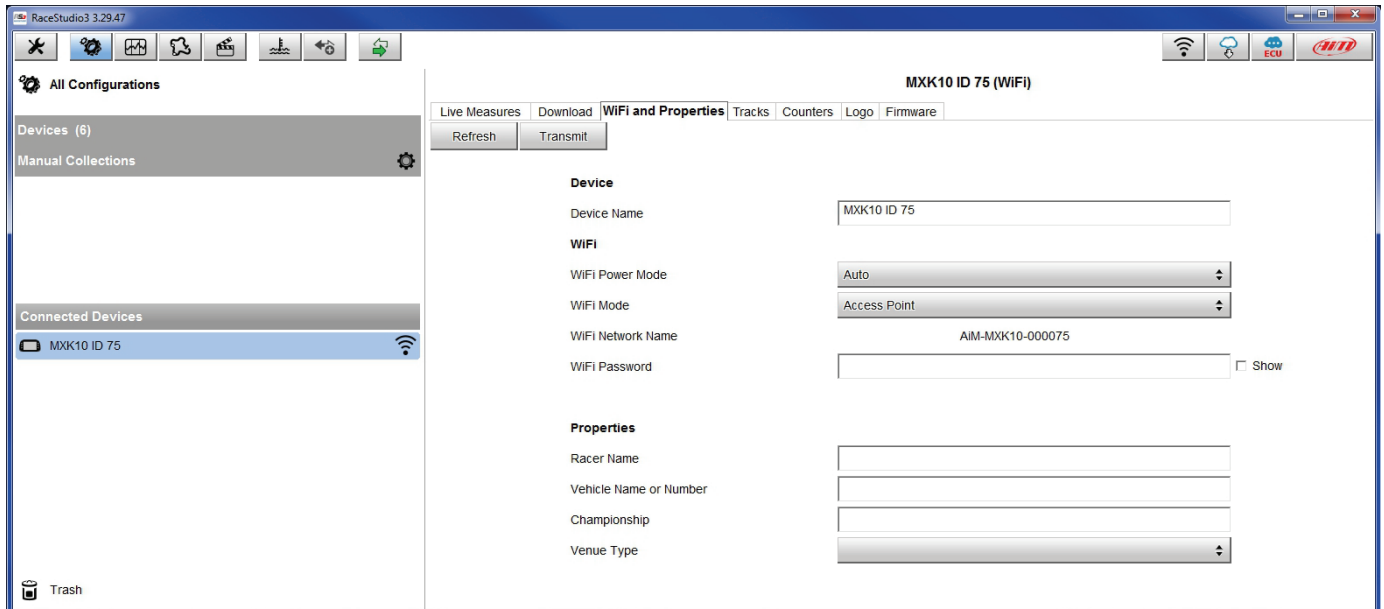 RaceStudio3 3.29.47
ECU
AiM
All Configurations
MXK10 ID 75 (WiFi)
Live Measures Download WiFi and Properties Tracks Counters Logo Firmware
Devices (6)
Refresh Transmit
Manual Collections
Device
Device Name MXK10 ID 75
WiFi
WiFi Power Mode Auto
WiFi Mode Access Point
Connected Devices
WiFi Network Name AiM-MXK10-000075
MXK10 ID 75
WiFi Password Show
Properties
Racer Name
Vehicle Name or Number
Championship
Venue Type
Trash